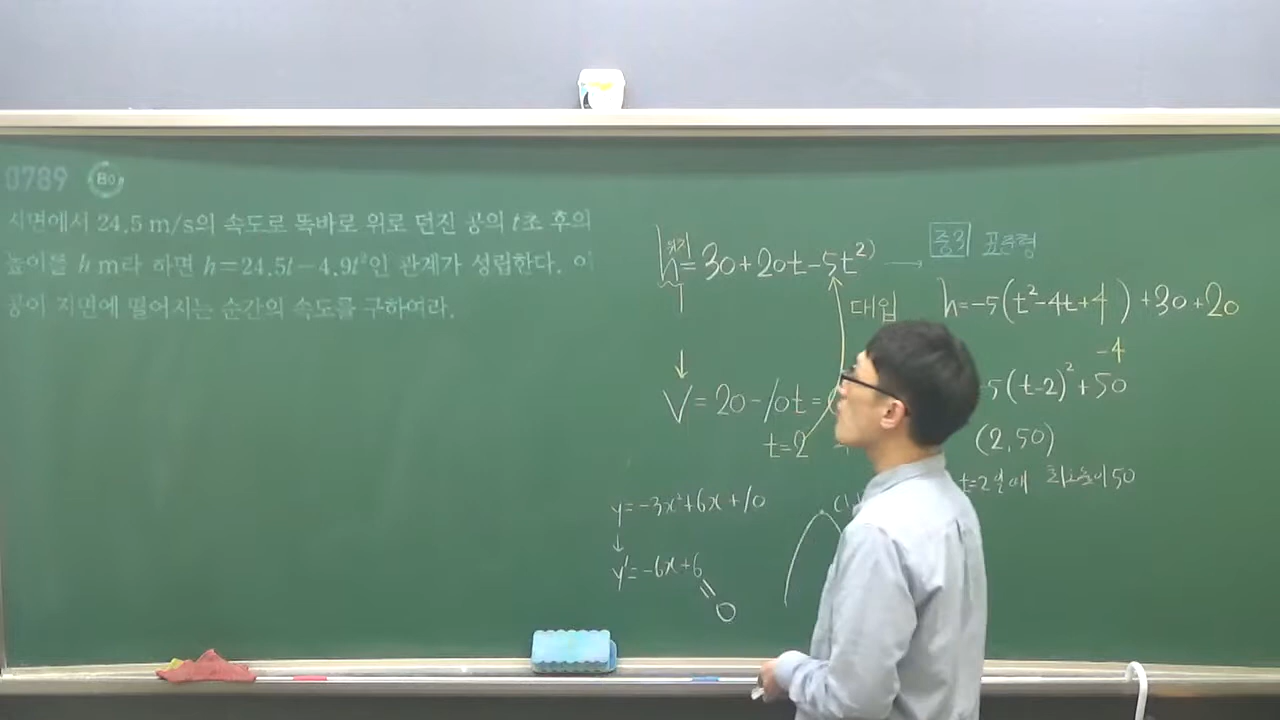 0789 80
지면에서 24.5 m/s의 속도로 똑바로 위로 던진 공의 t초 후의
높이를 h m라 하면 h=24.5t-4.9t²인 관계가 성립한다. 이
공이 지면에 떨어지는 순간의 속도를 구하여라.
위치
h=30+20t-5t²) →
대입
V=20-10t=
t=2
y=-3x²+6x+10
y'=-6x+6
0
중3 표준형
h=-5(t²-4t+4)+30+20
-4
5(t-2)²+50
(2,50)
t=2일때 최고높이 50